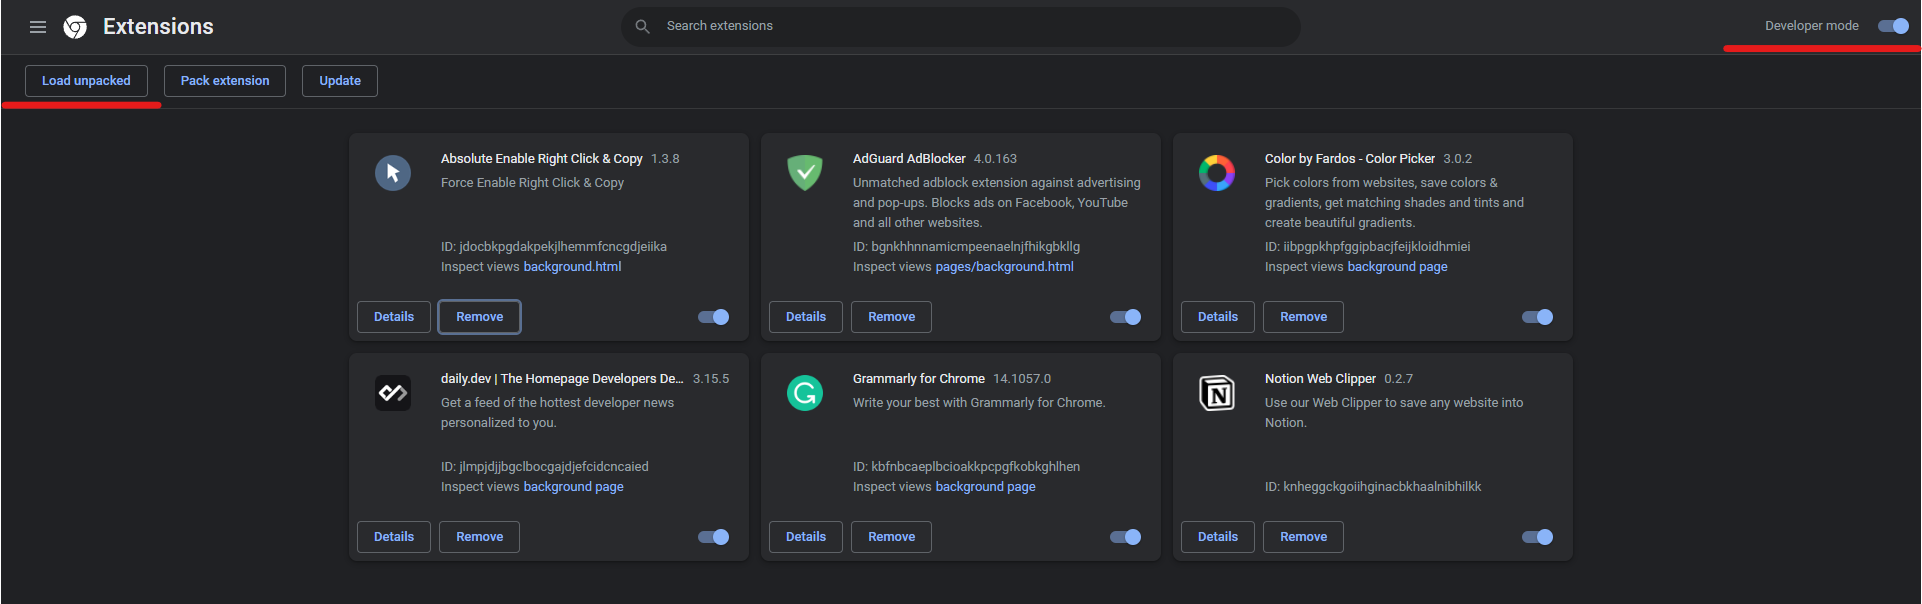 Extensions
Search extensions
Developer mode
Load unpacked
Pack extension
Update
Absolute Enable Right Click & Copy 1.3.8
Force Enable Right Click & Copy
ID: jdocbkpgdakpekjlhemmfcncgdjeiika
Inspect views background.html
Details
Remove
AdGuard AdBlocker 4.0.163
Unmatched adblock extension against advertising
and pop-ups. Blocks ads on Facebook, YouTube
and all other websites.
ID: bgnkhhnnamicmpeenaelnjfhikgbkllg
Inspect views pages/background.html
Details
Remove
Color by Fardos - Color Picker 3.0.2
Pick colors from websites, save colors &
gradients, get matching shades and tints and
create beautiful gradients.
ID: iibpgpkhpfggipbacjfeijkloidhmiei
Inspect views background page
Details
Remove
daily.dev | The Homepage Developers De... 3.15.5
Get a feed of the hottest developer news
personalized to you.
ID: jlmpjdjjbgclbocgajdjefcidcncaied
Inspect views background page
Details
Remove
Grammarly for Chrome 14.1057.0
Write your best with Grammarly for Chrome.
ID: kbfnbcaeplbcioakkpcpgfkobkghlhen
Inspect views background page
Details
Remove
Notion Web Clipper 0.2.7
Use our Web Clipper to save any website into
Notion.
ID: knheggckgoiihginacbkhaalnibhilkk
Details
Remove